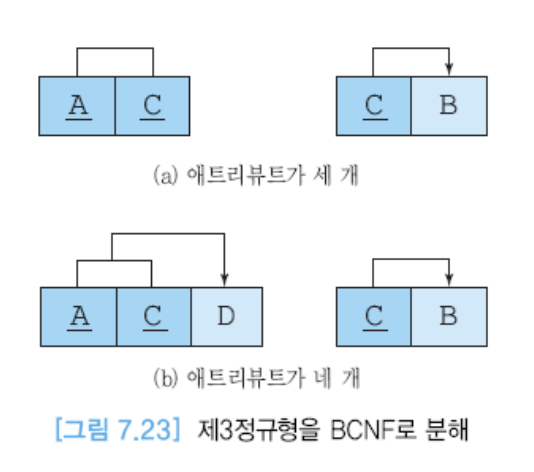 A C C B
(a) 애트리뷰트가 세 개
A C D C B
(b) 애트리뷰트가 네 개
[그림 7.23] 제3정규형을 BCNF로 분해